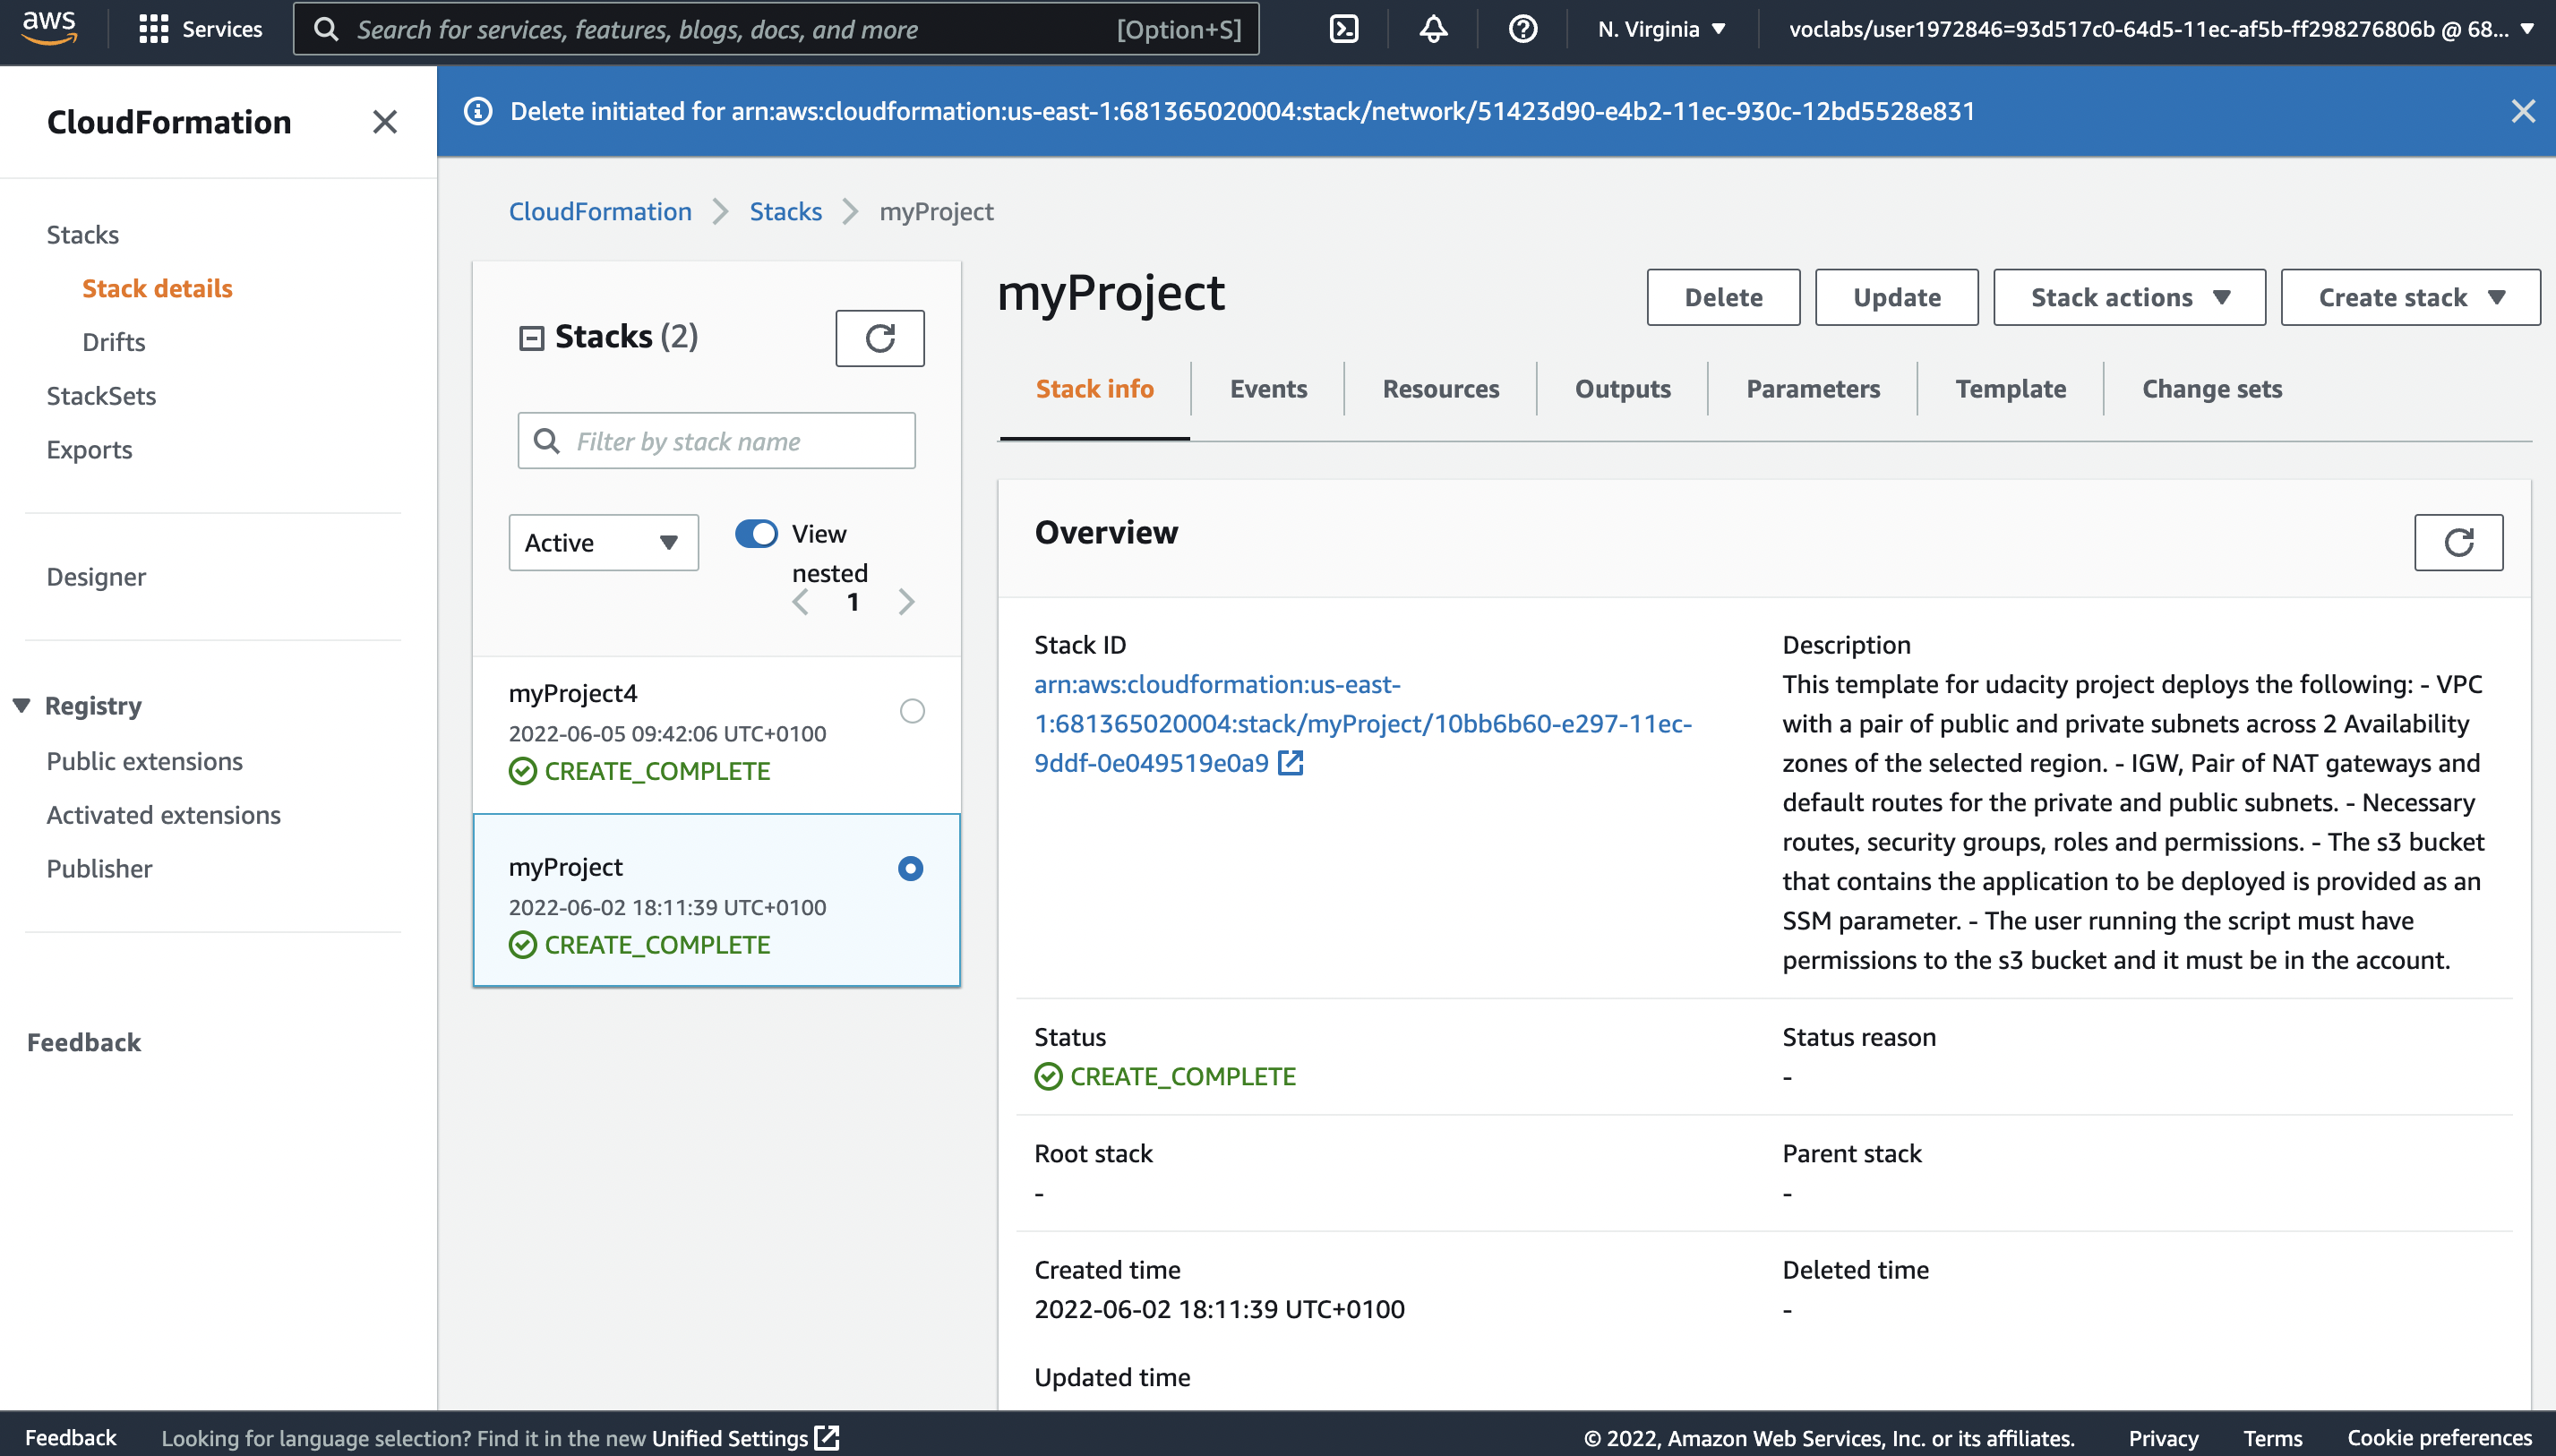 aws
Services
Search for services, features, blogs, docs, and more
[Option+S]
N. Virginia
voclabs/user1972846=93d517c0-64d5-11ec-af5b-ff298276806b @ 68...
CloudFormation
Delete initiated for arn:aws:cloudformation:us-east-1:681365020004:stack/network/51423d90-e4b2-11ec-930c-12bd5528e831
Stacks
Stack details
Drifts
StackSets
Exports
Designer
Registry
Public extensions
Activated extensions
Publisher
Feedback
CloudFormation
Stacks
myProject
Stacks (2)
Filter by stack name
Active
View
nested
1
myProject4
2022-06-05 09:42:06 UTC+0100
CREATE_COMPLETE
myProject
2022-06-02 18:11:39 UTC+0100
CREATE_COMPLETE
myProject
Delete
Update
Stack actions
Create stack
Stack info
Events
Resources
Outputs
Parameters
Template
Change sets
Overview
Stack ID
arn:aws:cloudformation:us-east-
1:681365020004:stack/myProject/10bb6b60-e297-11ec-
9ddf-0e049519e0a9
Description
This template for udacity project deploys the following: - VPC
with a pair of public and private subnets across 2 Availability
zones of the selected region. - IGW, Pair of NAT gateways and
default routes for the private and public subnets. - Necessary
routes, security groups, roles and permissions. - The s3 bucket
that contains the application to be deployed is provided as an
SSM parameter. - The user running the script must have
permissions to the s3 bucket and it must be in the account.
Status
CREATE_COMPLETE
Status reason
-
Root stack
-
Parent stack
-
Created time
2022-06-02 18:11:39 UTC+0100
Deleted time
-
Updated time
Feedback
Looking for language selection? Find it in the new Unified Settings
© 2022, Amazon Web Services, Inc. or its affiliates.
Privacy
Terms
Cookie preferences